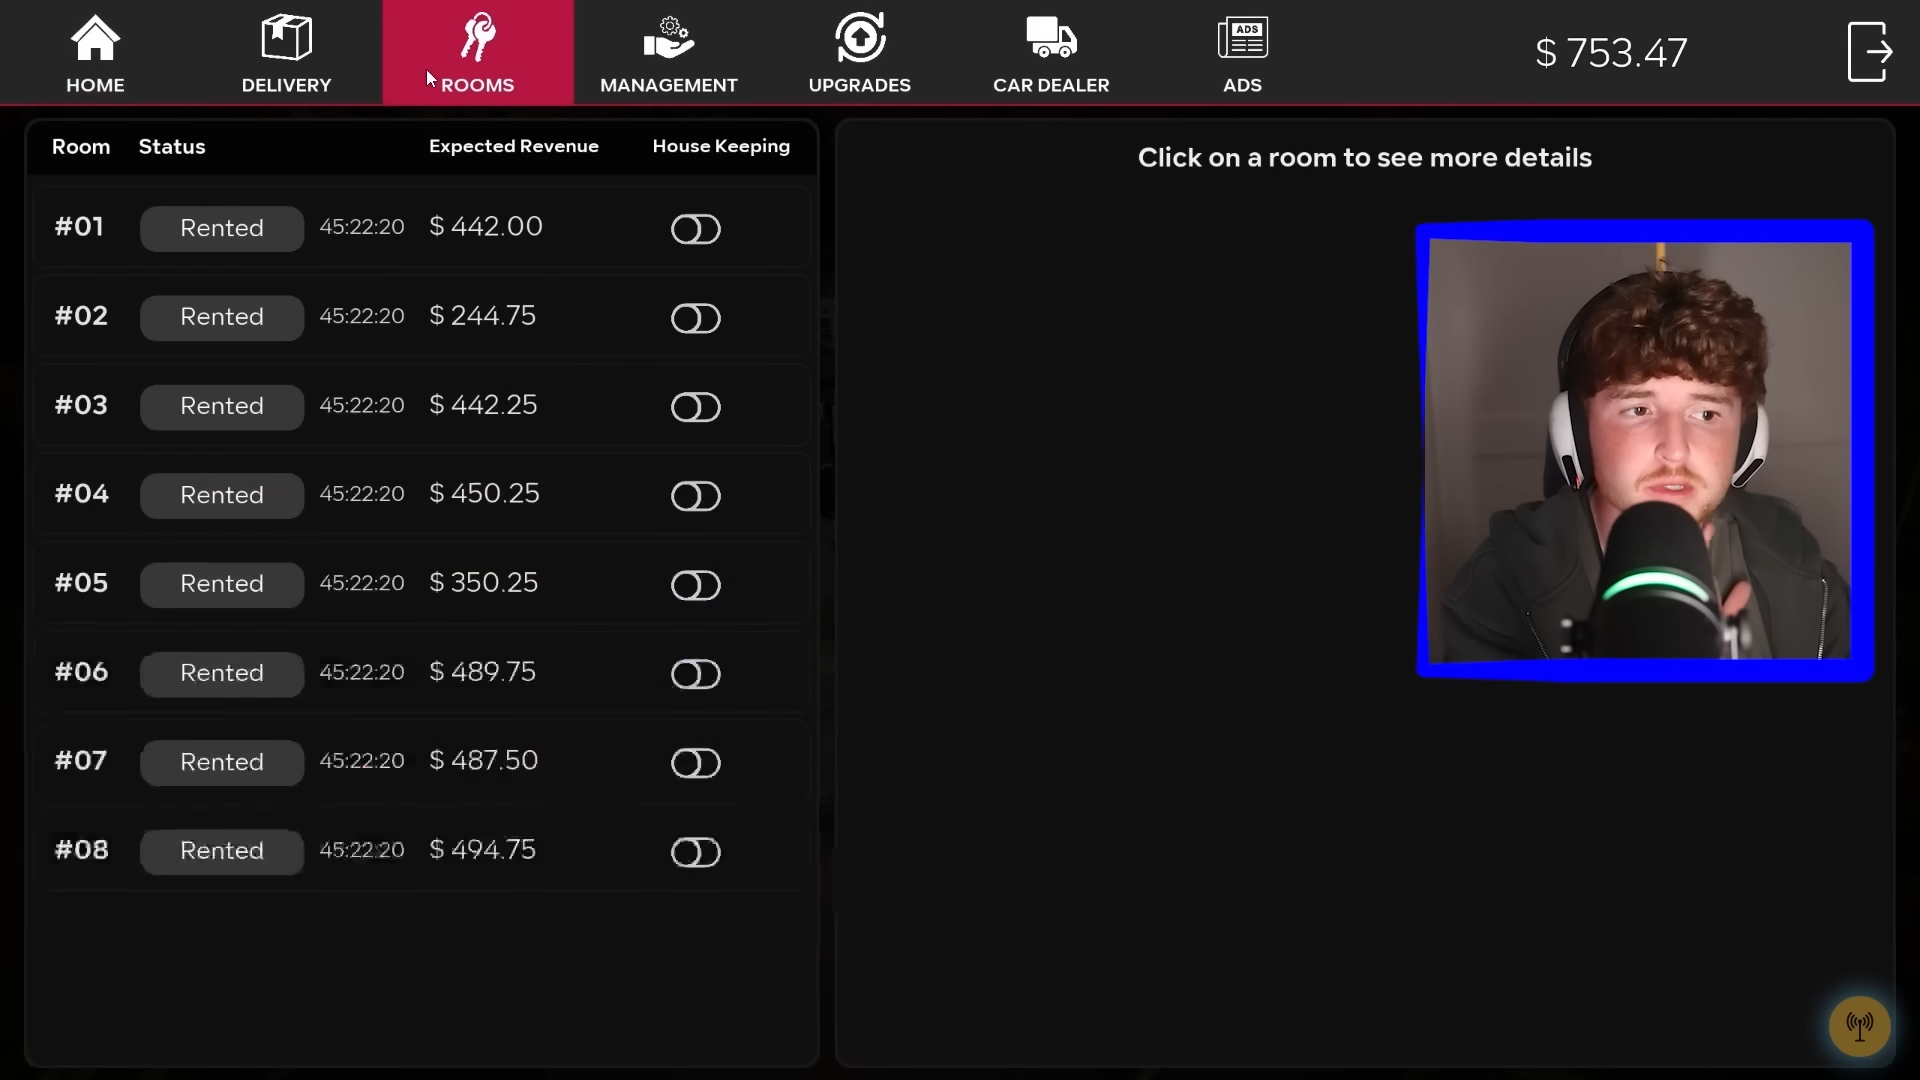 HOME DELIVERY ROOMS MANAGEMENT UPGRADES CAR DEALER ADS ADS $ 753.47
Room Status Expected Revenue House Keeping
Click on a room to see more details
#01 Rented 45:22:20 $ 442.00
#02 Rented 45:22:20 $ 244.75
#03 Rented 45:22:20 $ 442.25
#04 Rented 45:22:20 $ 450.25
#05 Rented 45:22:20 $ 350.25
#06 Rented 45:22:20 $ 489.75
#07 Rented 45:22:20 $ 487.50
#08 Rented 45:22:20 $ 494.75